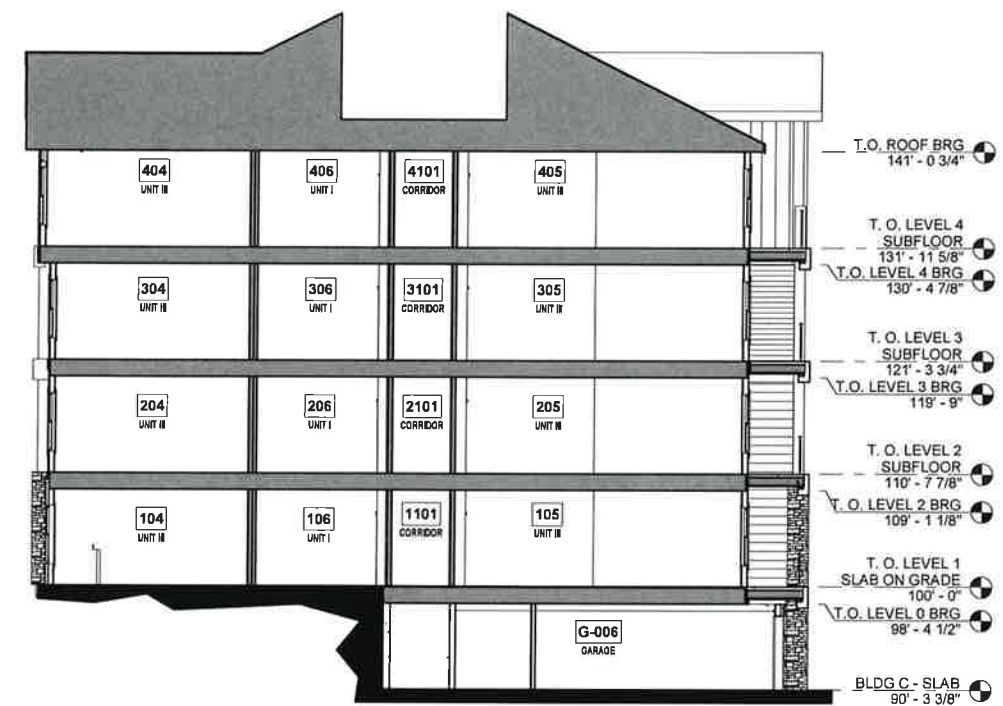 T.O. ROOF BRG
141' - 0 3/4"
404
UNIT III
406
UNIT I
4101
CORRIDOR
405
UNIT III
T. O. LEVEL 4
SUBFLOOR
131' - 11 5/8"
T.O. LEVEL 4 BRG
130' - 4 7/8"
304
UNIT III
306
UNIT I
3101
CORRIDOR
305
UNIT III
T. O. LEVEL 3
SUBFLOOR
121' - 3 3/4"
T.O. LEVEL 3 BRG
119' - 9"
204
UNIT III
206
UNIT I
2101
CORRIDOR
205
UNIT III
T. O. LEVEL 2
SUBFLOOR
110' - 7 7/8"
T. O. LEVEL 2 BRG
109' - 1 1/8"
104
UNIT III
106
UNIT I
1101
CORRIDOR
105
UNIT III
T. O. LEVEL 1
SLAB ON GRADE
100' - 0"
T.O. LEVEL 0 BRG
98' - 4 1/2"
G-006
GARAGE
BLDG C - SLAB
90' - 3 3/8"